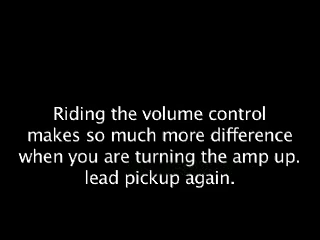 Riding the volume control
makes so much more difference
when you are turning the amp up.
lead pickup again.